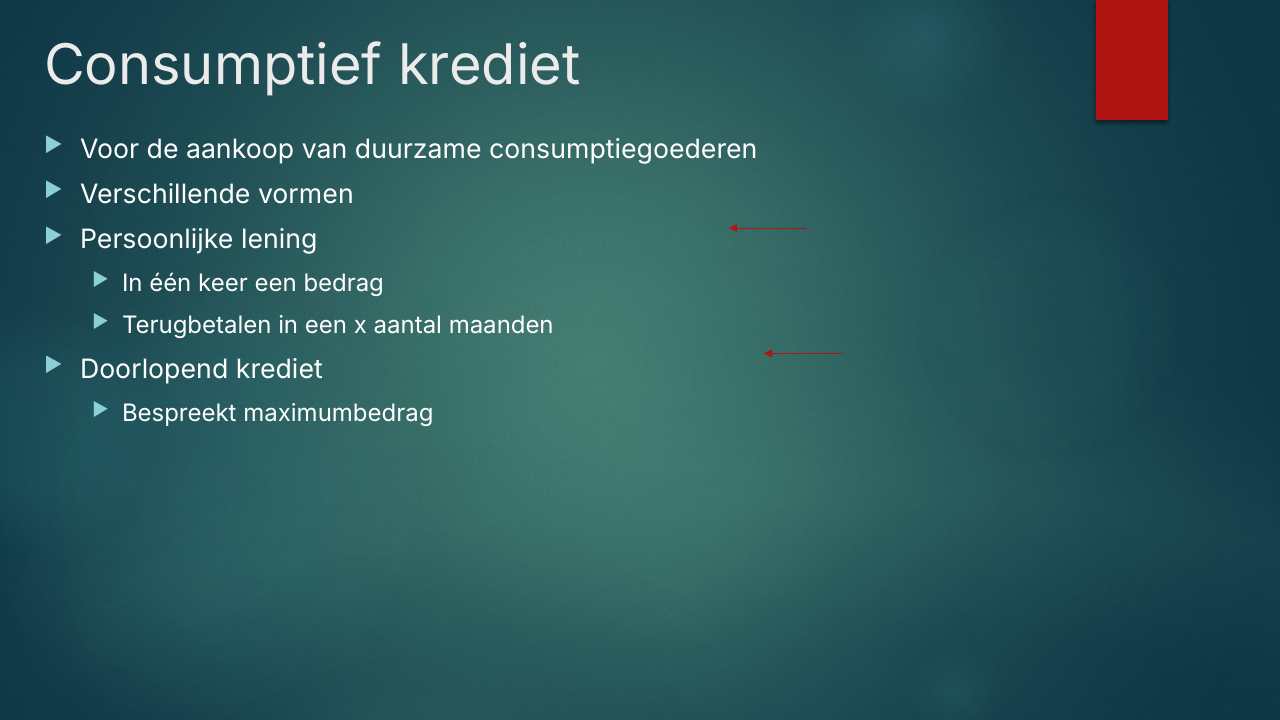 Consumptief krediet
Voor de aankoop van duurzame consumptiegoederen
Verschillende vormen
Persoonlijke lening
In één keer een bedrag
Terugbetalen in een x aantal maanden
Doorlopend krediet
Bespreekt maximumbedrag